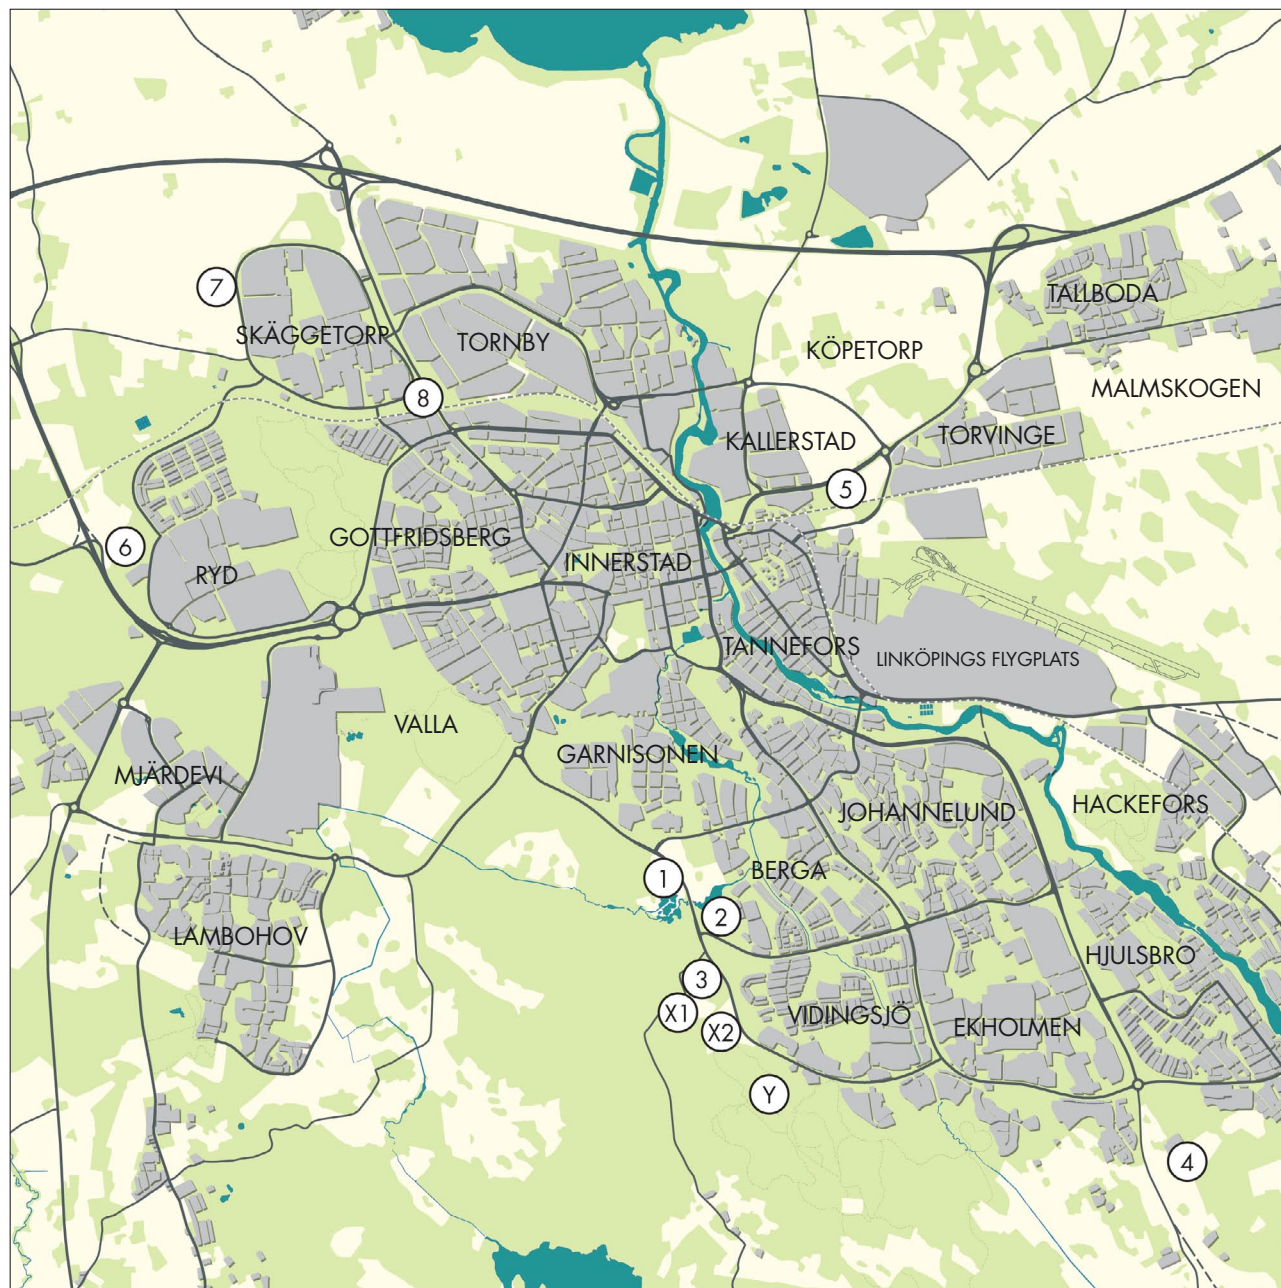 7
SKÄGGETORP
TORNBY
KÖPETORP
TALLBODA
MALMSKOGEN
8
KALLERSTAD
TORVINGE
5
6
GOTTFRIDSBERG
INNERSTAD
RYD
TANNEFORS
LINKÖPINGS FLYGPLATS
VALLA
GARNISONEN
MJÄRDEVI
JOHANNELUND
HACKEFORS
1
BERGA
2
LAMBOHOV
HJULSBRO
3
X1
X2
VIDINGSJÖ
EKHOLMEN
Y
4